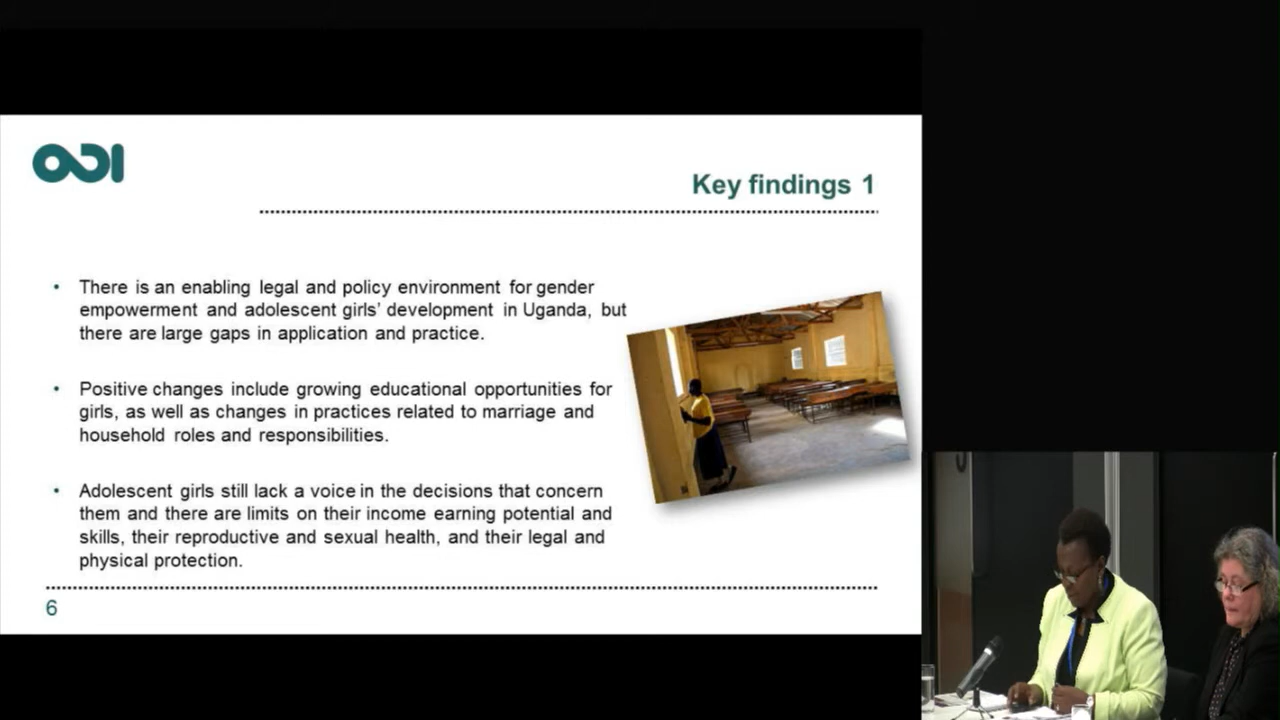 ODI
Key findings 1
• There is an enabling legal and policy environment for gender
empowerment and adolescent girls' development in Uganda, but
there are large gaps in application and practice.
• Positive changes include growing educational opportunities for
girls, as well as changes in practices related to marriage and
household roles and responsibilities.
• Adolescent girls still lack a voice in the decisions that concern
them and there are limits on their income earning potential and
skills, their reproductive and sexual health, and their legal and
physical protection.
6